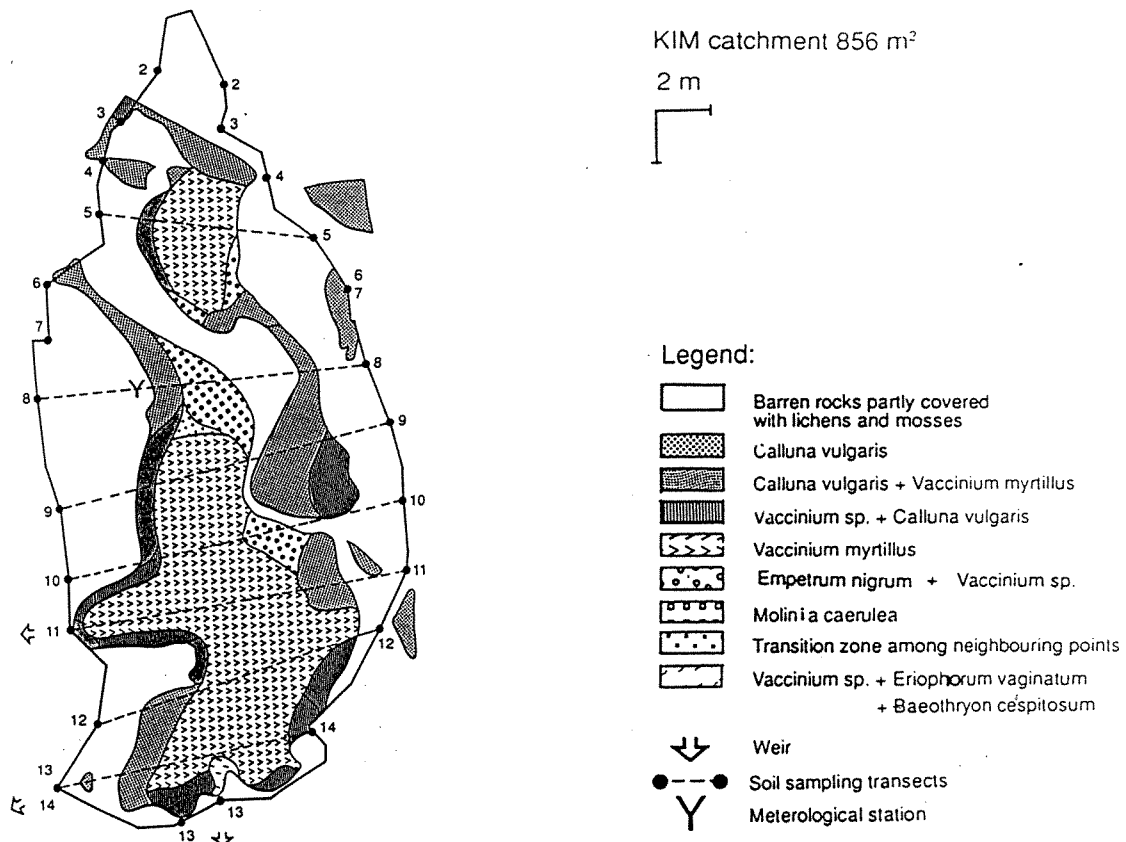 KIM catchment 856 m²
2 m
2
2
3
3
4
4
5
5
6
6
7
7
8
8
9
9
10
10
11
11
12
12
13
14
14
13
13
Legend:
Barren rocks partly covered
with lichens and mosses
Calluna vulgaris
Calluna vulgaris + Vaccinium myrtillus
Vaccinium sp. + Calluna vulgaris
Vaccinium myrtillus
Empetrum nigrum + Vaccinium sp.
Molinia caerulea
Transition zone among neighbouring points
Vaccinium sp. + Eriophorum vaginatum
+ Baeothryon cespitosum
Weir
Soil sampling transects
Y Meterological station
Y